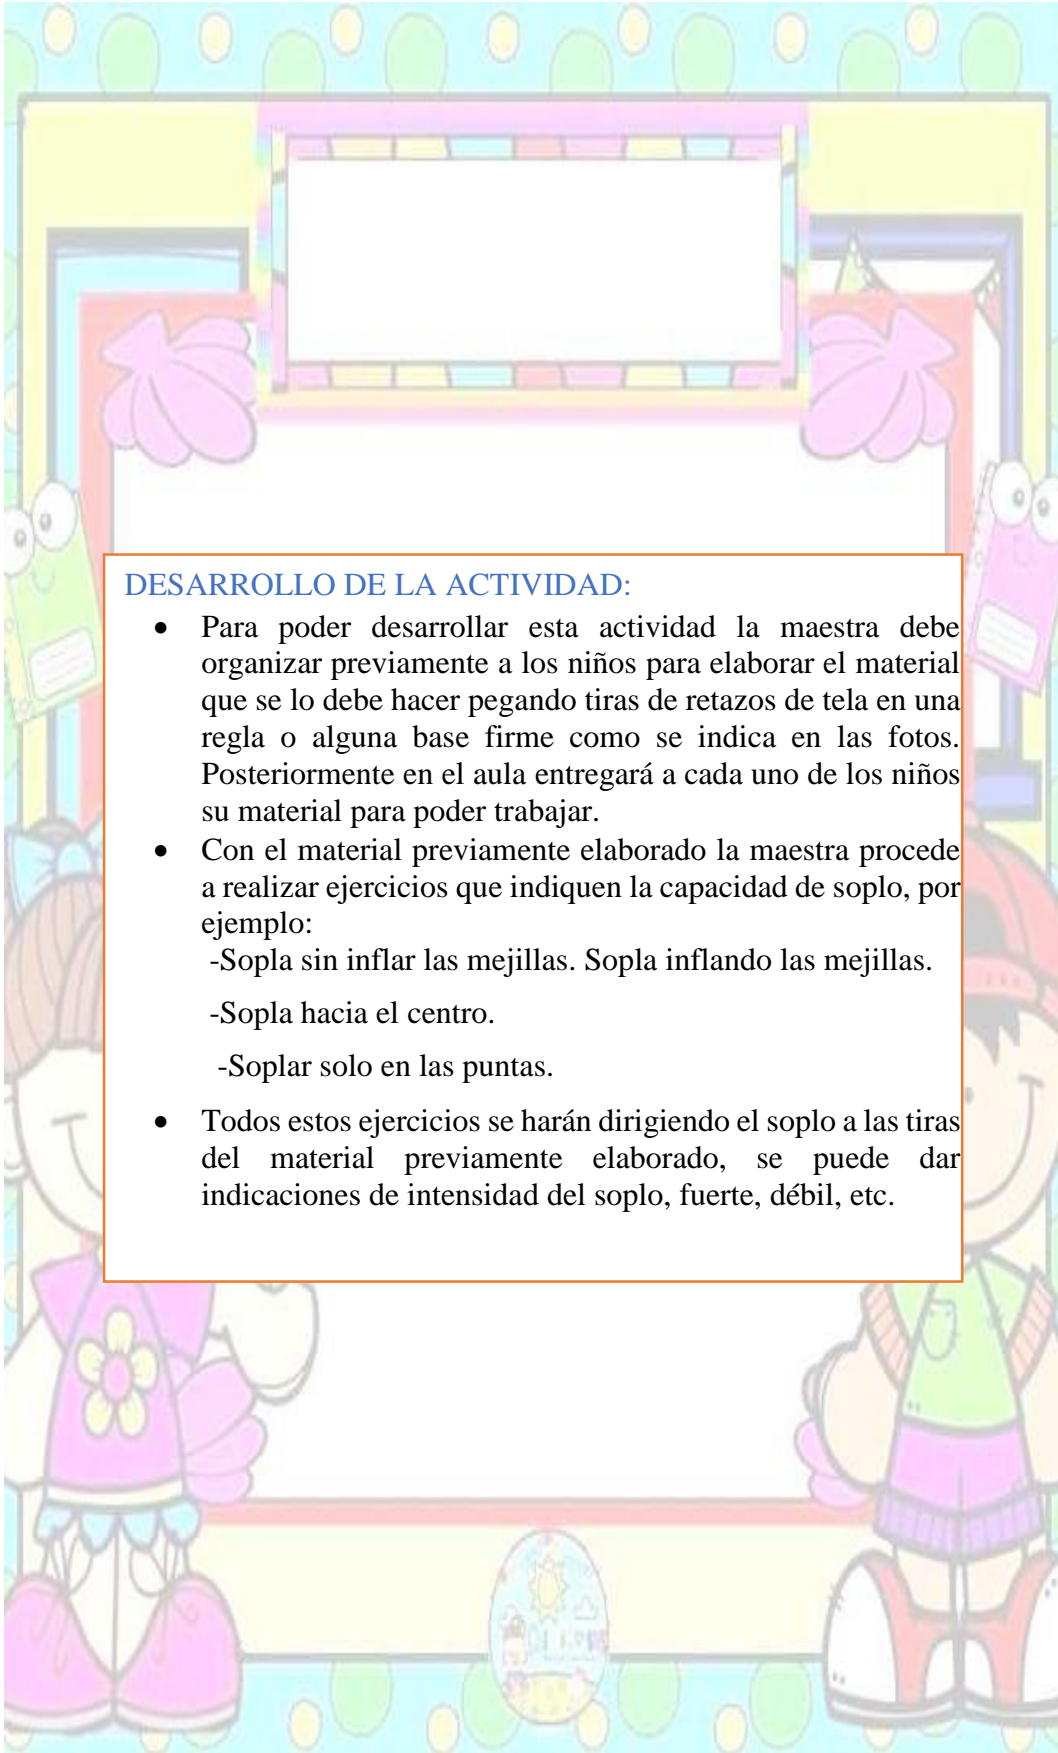 DESARROLLO DE LA ACTIVIDAD:
• Para poder desarrollar esta actividad la maestra debe
organizar previamente a los niños para elaborar el material
que se lo debe hacer pegando tiras de retazos de tela en una
regla o alguna base firme como se indica en las fotos.
Posteriormente en el aula entregará a cada uno de los niños
su material para poder trabajar.
• Con el material previamente elaborado la maestra procede
a realizar ejercicios que indiquen la capacidad de soplo, por
ejemplo:
-Sopla sin inflar las mejillas. Sopla inflando las mejillas.
-Sopla hacia el centro.
-Soplar solo en las puntas.
• Todos estos ejercicios se harán dirigiendo el soplo a las tiras
del material previamente elaborado, se puede dar
indicaciones de intensidad del soplo, fuerte, débil, etc.